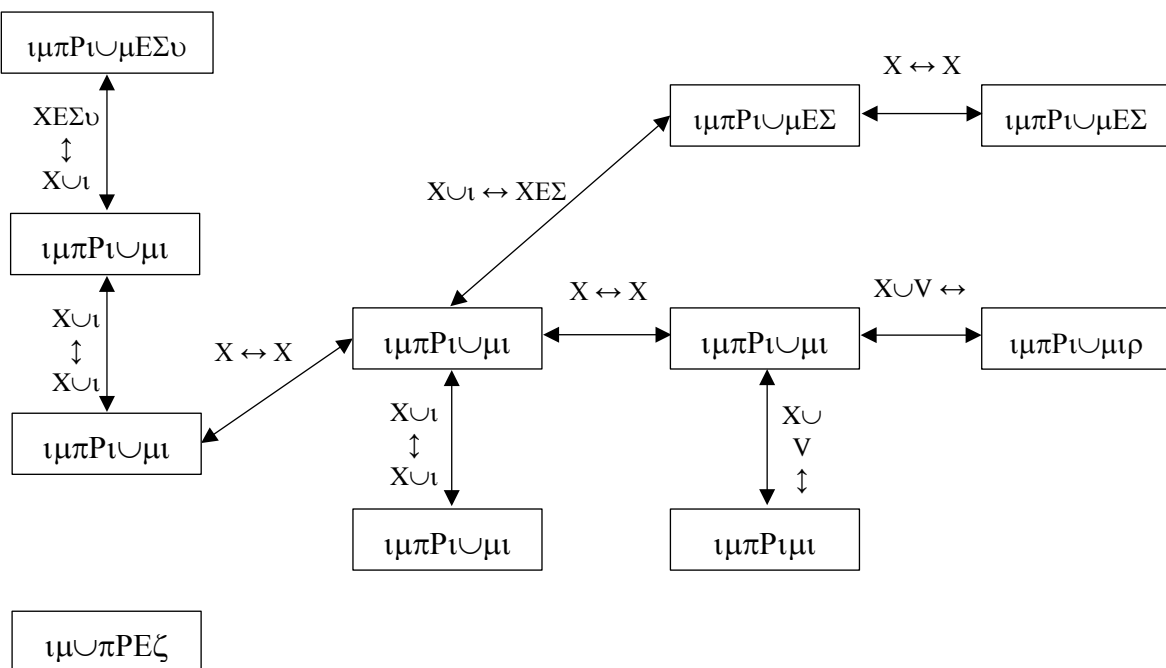 ιμπΡι∪μΕΣυ
Χ ↔ Χ
ΧΕΣυ
↕
Χ∪ι
ιμπΡι∪μΕΣ
ιμπΡι∪μΕΣ
Χ∪ι ↔ ΧΕΣ
ιμπΡι∪μι
Χ∪ι
↕
Χ∪ι
Χ ↔ Χ
Χ ↔ Χ
Χ∪V ↔
ιμπΡι∪μι
ιμπΡι∪μι
ιμπΡι∪μιρ
ιμπΡι∪μι
Χ∪ι
↕
Χ∪ι
Χ∪
V
↕
ιμπΡι∪μι
ιμπΡιμι
ιμ∪πΡΕζ